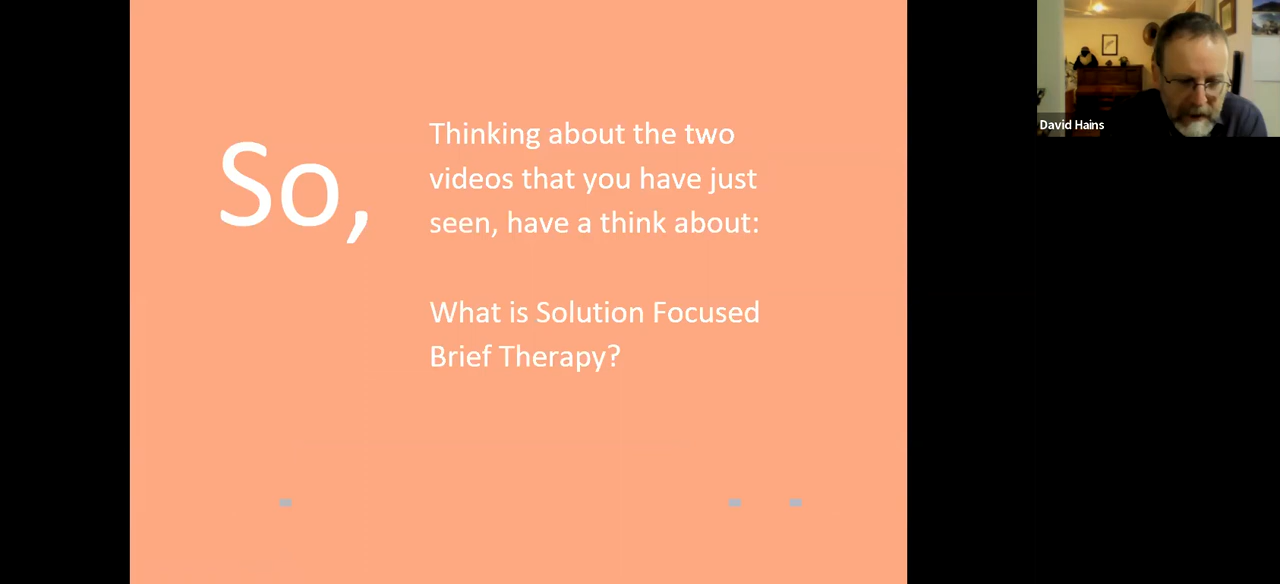 So,
Thinking about the two
videos that you have just
seen, have a think about:
What is Solution Focused
Brief Therapy?
David Hains